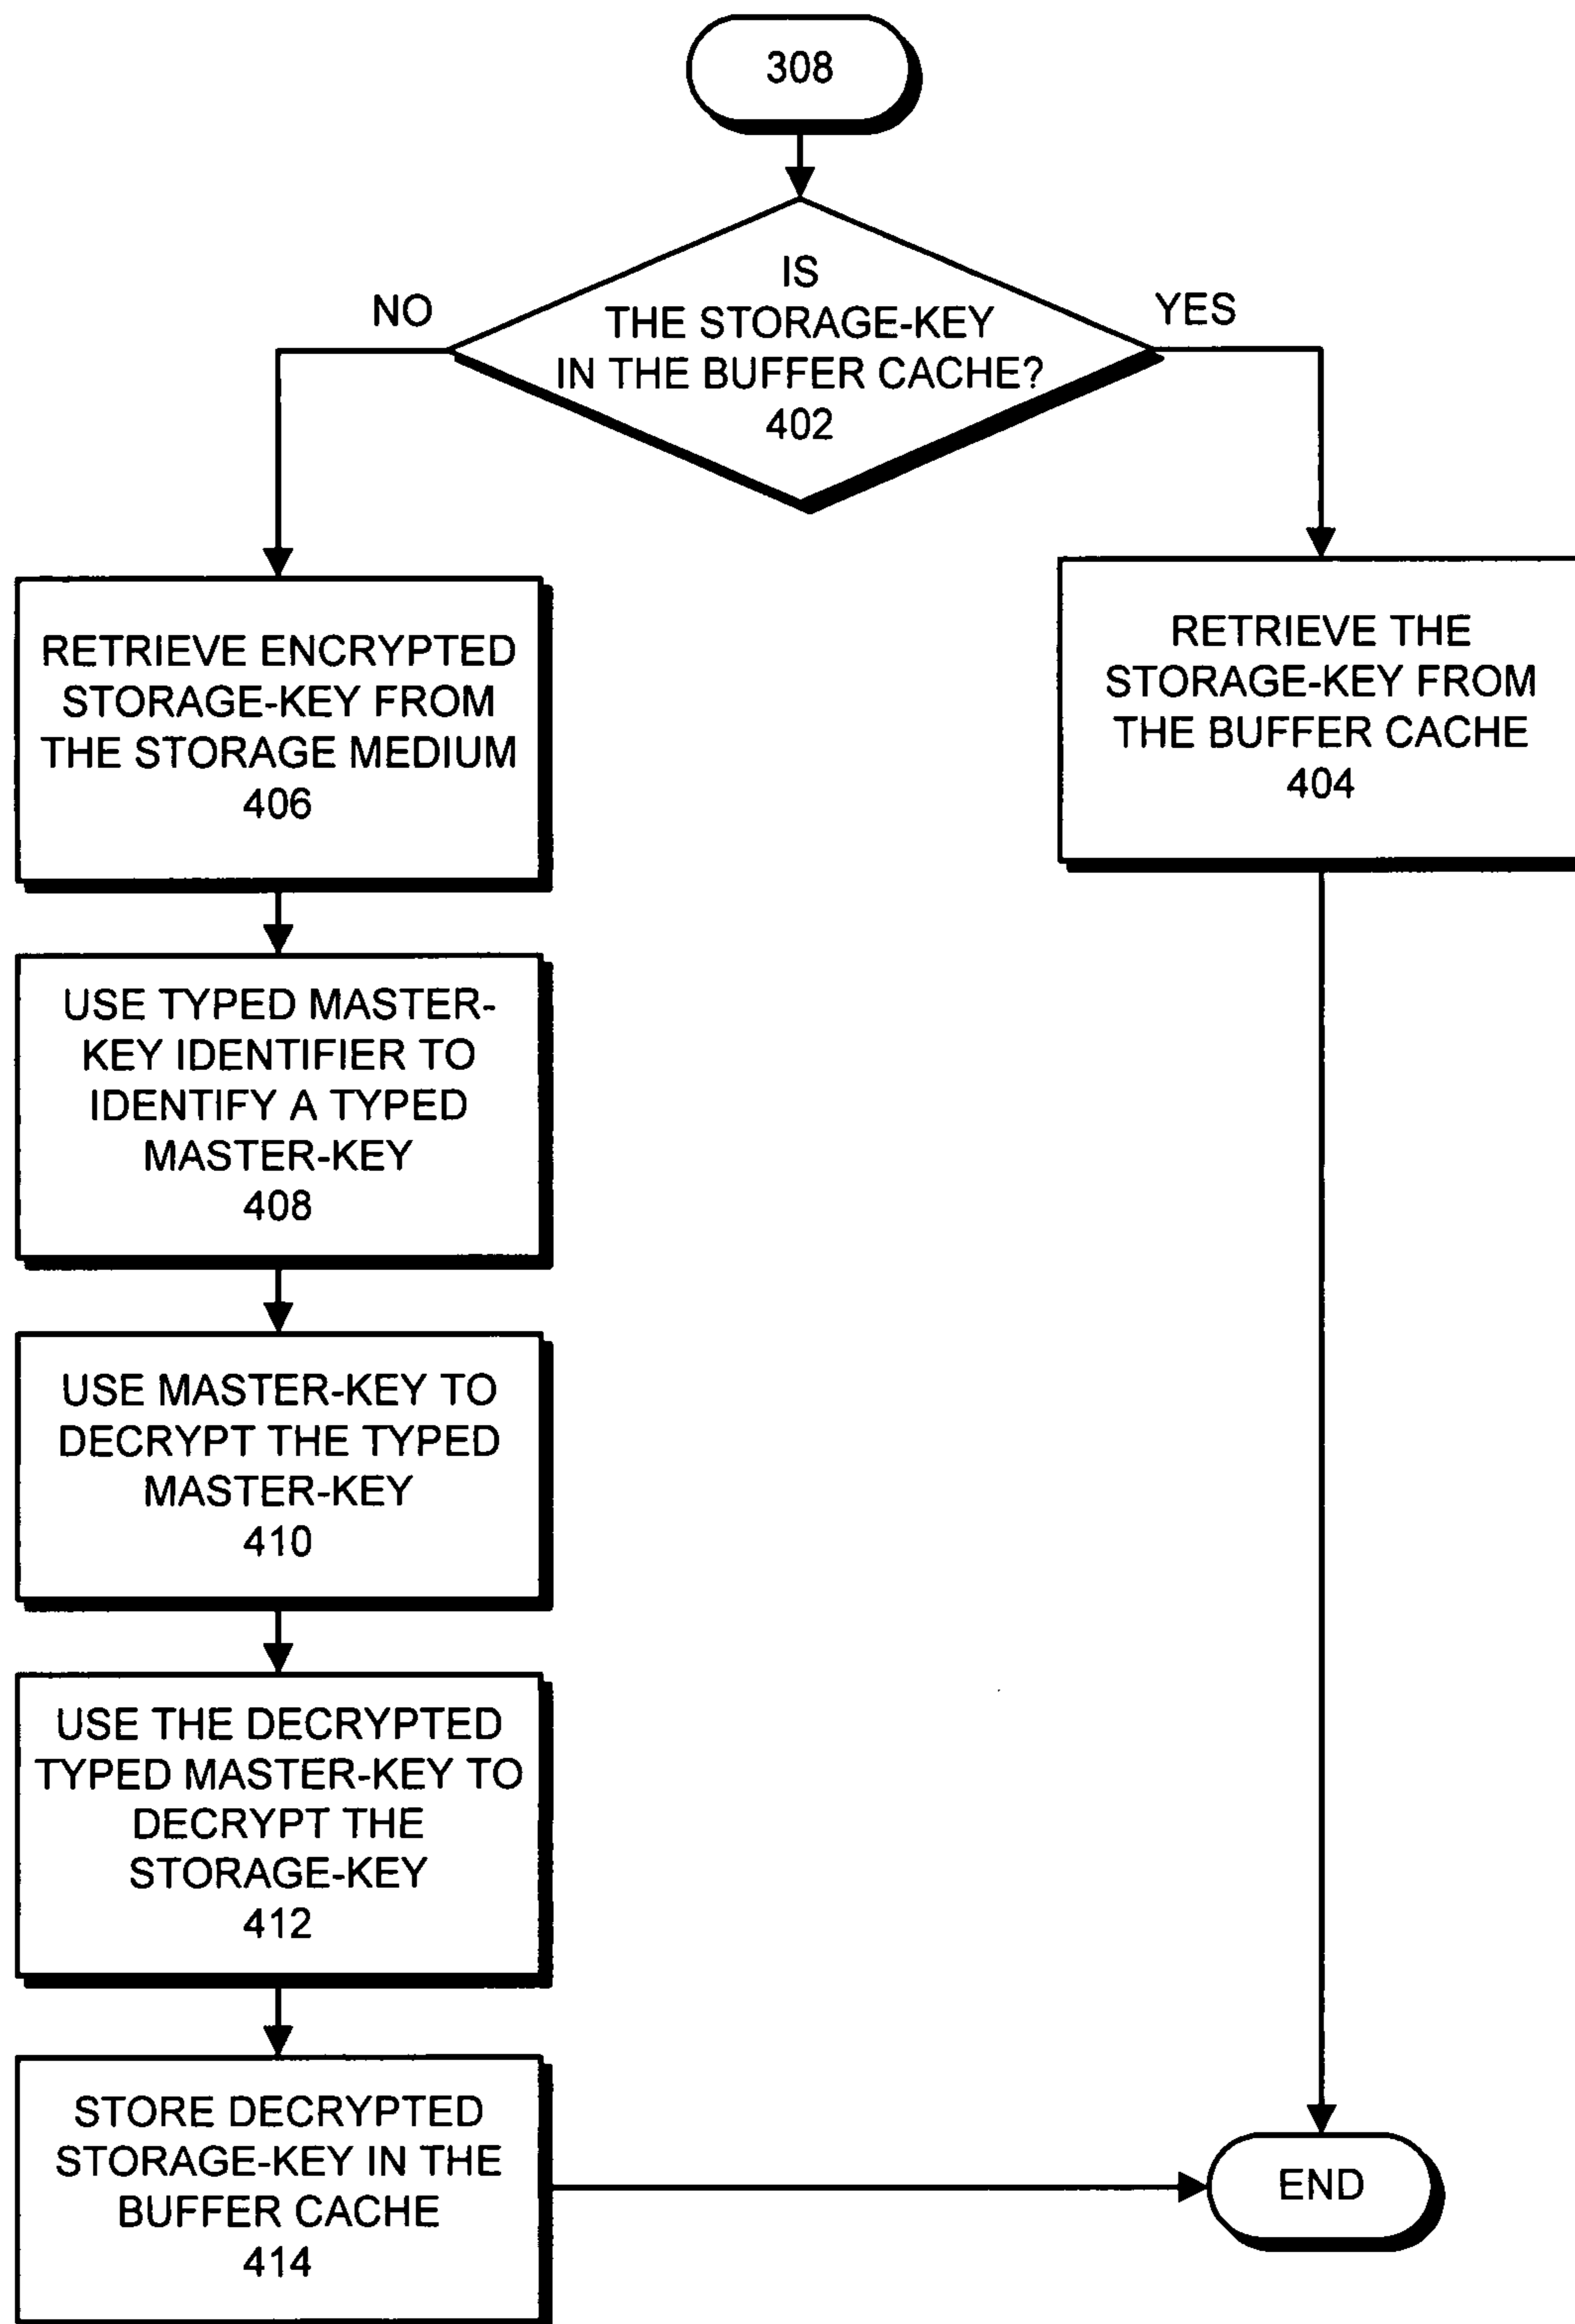 308
IS
THE STORAGE-KEY
IN THE BUFFER CACHE?
402
NO
YES
RETRIEVE ENCRYPTED
STORAGE-KEY FROM
THE STORAGE MEDIUM
406
RETRIEVE THE
STORAGE-KEY FROM
THE BUFFER CACHE
404
USE TYPED MASTER-
KEY IDENTIFIER TO
IDENTIFY A TYPED
MASTER-KEY
408
USE MASTER-KEY TO
DECRYPT THE TYPED
MASTER-KEY
410
USE THE DECRYPTED
TYPED MASTER-KEY TO
DECRYPT THE
STORAGE-KEY
412
STORE DECRYPTED
STORAGE-KEY IN THE
BUFFER CACHE
414
END